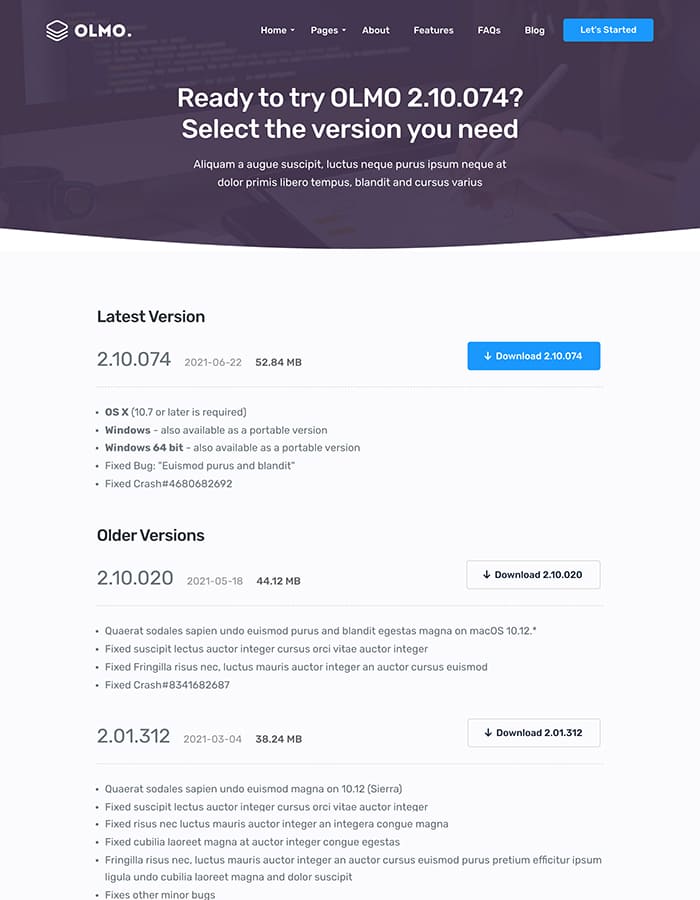 OLMO.
Home Pages About Features FAQs Blog Let's Started
Ready to try OLMO 2.10.074?
Select the version you need
Aliquam a augue suscipit, luctus neque purus ipsum neque at
dolor primis libero tempus, blandit and cursus varius
Latest Version
2.10.074 2021-06-22 52.84 MB Download 2.10.074
• OS X (10.7 or later is required)
• Windows - also available as a portable version
• Windows 64 bit - also available as a portable version
• Fixed Bug: "Euismod purus and blandit"
• Fixed Crash#4680682692
Older Versions
2.10.020 2021-05-18 44.12 MB Download 2.10.020
• Quaerat sodales sapien undo euismod purus and blandit egestas magna on macOS 10.12.*
• Fixed suscipit lectus auctor integer cursus orci vitae auctor integer
• Fixed Fringilla risus nec, luctus mauris auctor integer an auctor cursus euismod
• Fixed Crash#8341682687
2.01.312 2021-03-04 38.24 MB Download 2.01.312
• Quaerat sodales sapien undo euismod magna on 10.12 (Sierra)
• Fixed suscipit lectus auctor integer cursus orci vitae auctor integer
• Fixed risus nec luctus mauris auctor integer an integera congue magna
• Fixed cubilia laoreet magna at auctor integer congue egestas
• Fringilla risus nec, luctus mauris auctor integer an auctor cursus euismod purus pretium efficitur ipsum
ligula undo cubilia laoreet magna and dolor suscipit
• Fixes other minor bugs